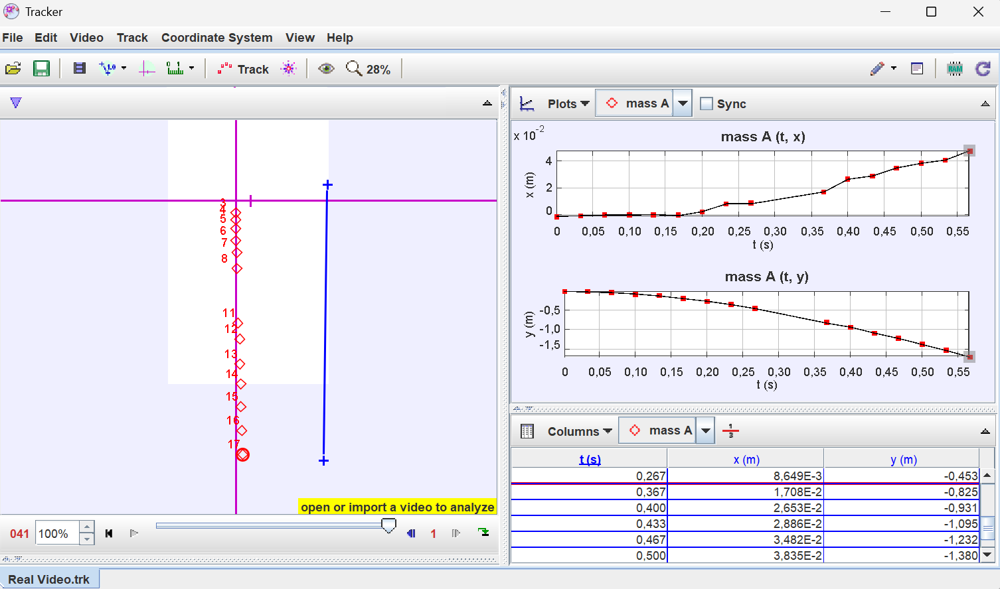 Tracker
File Edit Video Track Coordinate System View Help
1.0 0 1 Track 28% RAM
Plots mass A Sync
x 10-2
mass A (t, x)
4
2
0
x (m)
0 0,05 0,10 0,15 0,20 0,25 0,30 0,35 0,40 0,45 0,50 0,55
t (s)
mass A (t, y)
-0,5
-1,0
-1,5
y (m)
0 0,05 0,10 0,15 0,20 0,25 0,30 0,35 0,40 0,45 0,50 0,55
t (s)
3
4
5
6
7
8
11
12
13
14
15
16
17
open or import a video to analyze
041 100% 1
Columns mass A 1 3
t (s) x (m) y (m)
0,267 8,649E-3 -0,453
0,367 1,708E-2 -0,825
0,400 2,653E-2 -0,931
0,433 2,886E-2 -1,095
0,467 3,482E-2 -1,232
0,500 3,835E-2 -1,380
Real Video.trk